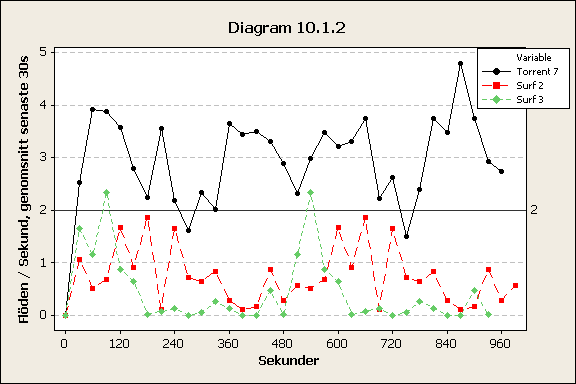 Diagram 10.1.2
Variable
Torrent 7
Surf 2
Surf 3
Flöden / Sekund, genomsnitt senaste 30s
5
4
3
2
1
0
2
0 120 240 360 480 600 720 840 960
Sekunder